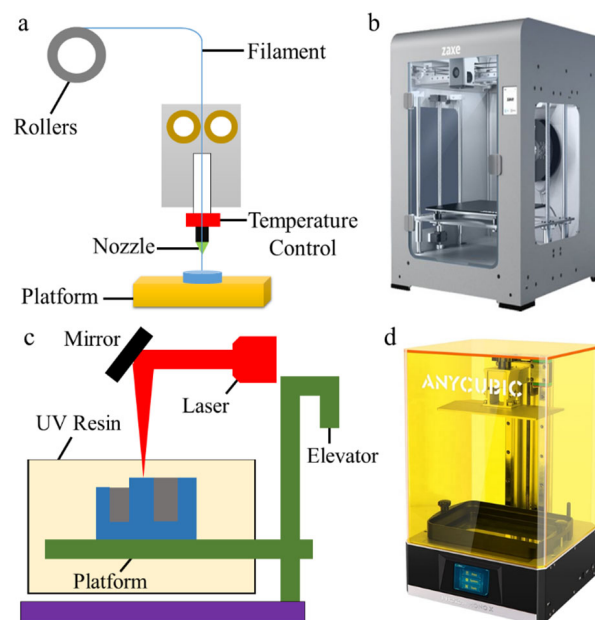 a
Filament
Rollers
Temperature
Control
Nozzle
Platform
b
zaxe
c
Mirror
Laser
UV Resin
Elevator
Platform
d
ANYCUBIC